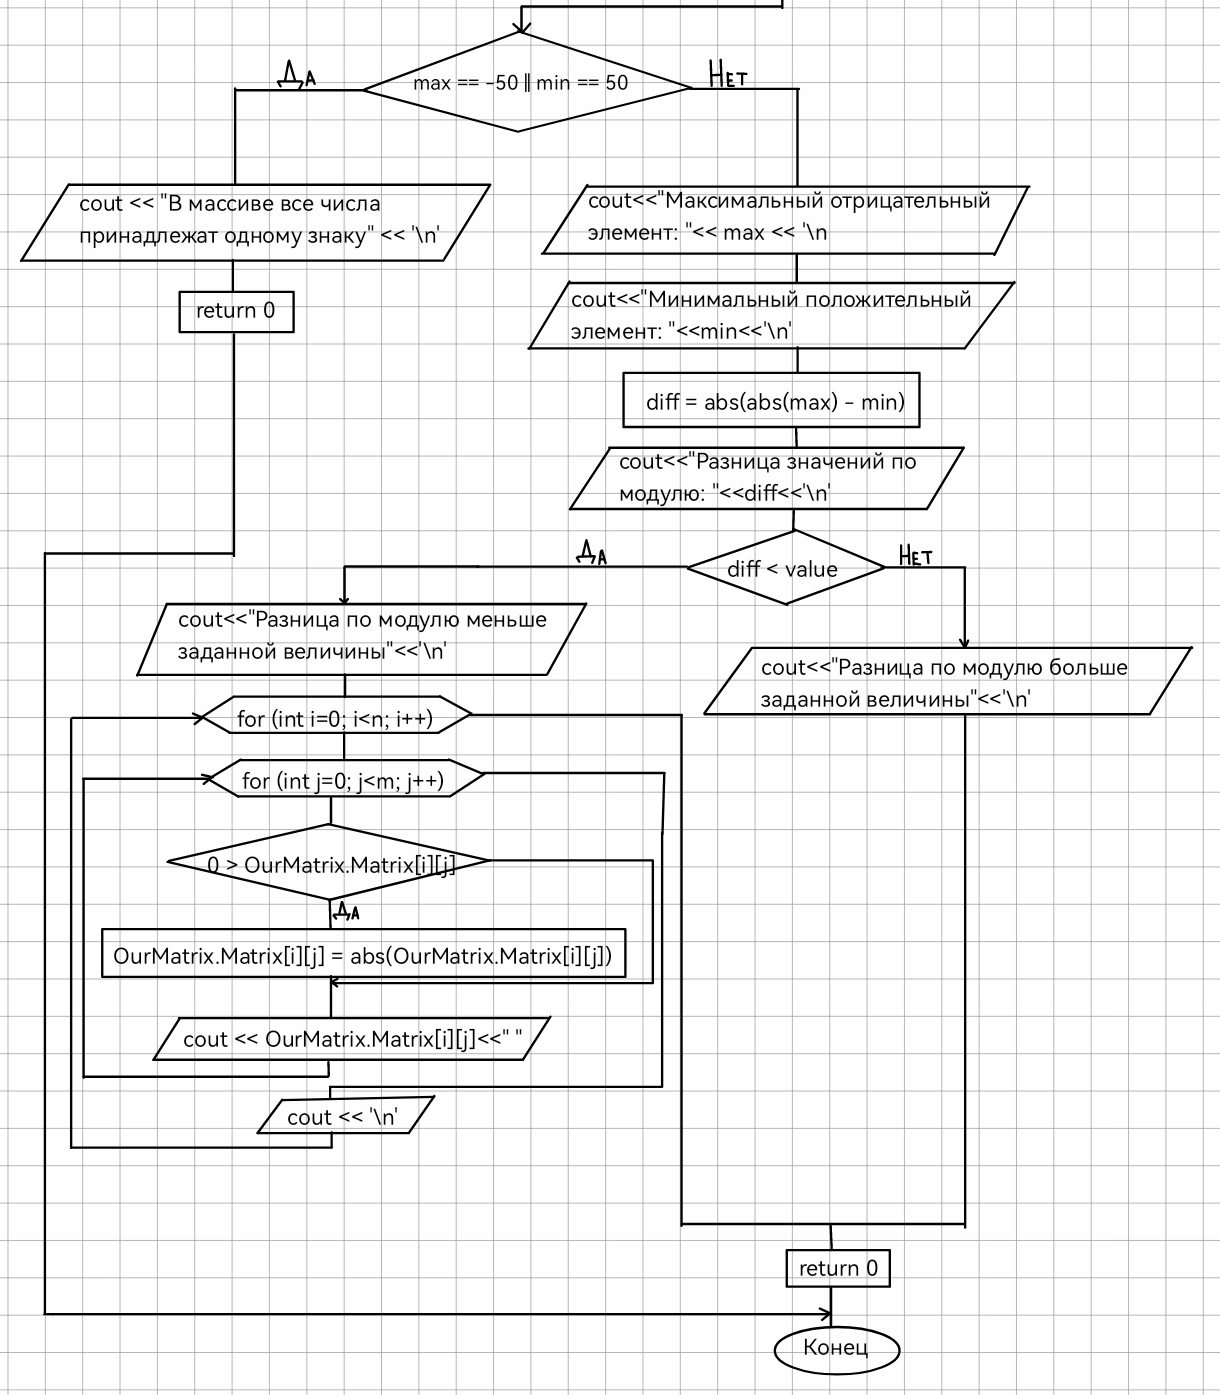 max == -50 || min == 50
ДА
НЕТ
cout << "В массиве все числа
принадлежат одному знаку" << '\n'
return 0
cout<<"Максимальный отрицательный
элемент: "<< max << '\n
cout<<"Минимальный положительный
элемент: "<<min<<'\n'
diff = abs(abs(max) - min)
cout<<"Разница значений по
модулю: "<<diff<<'\n'
diff < value
ДА
НЕТ
cout<<"Разница по модулю меньше
заданной величины"<<'\n'
cout<<"Разница по модулю больше
заданной величины"<<'\n'
for (int i=0; i<n; i++)
for (int j=0; j<m; j++)
0 > OurMatrix.Matrix[i][j]
ДА
OurMatrix.Matrix[i][j] = abs(OurMatrix.Matrix[i][j])
cout << OurMatrix.Matrix[i][j]<<" "
cout << '\n'
return 0
Конец